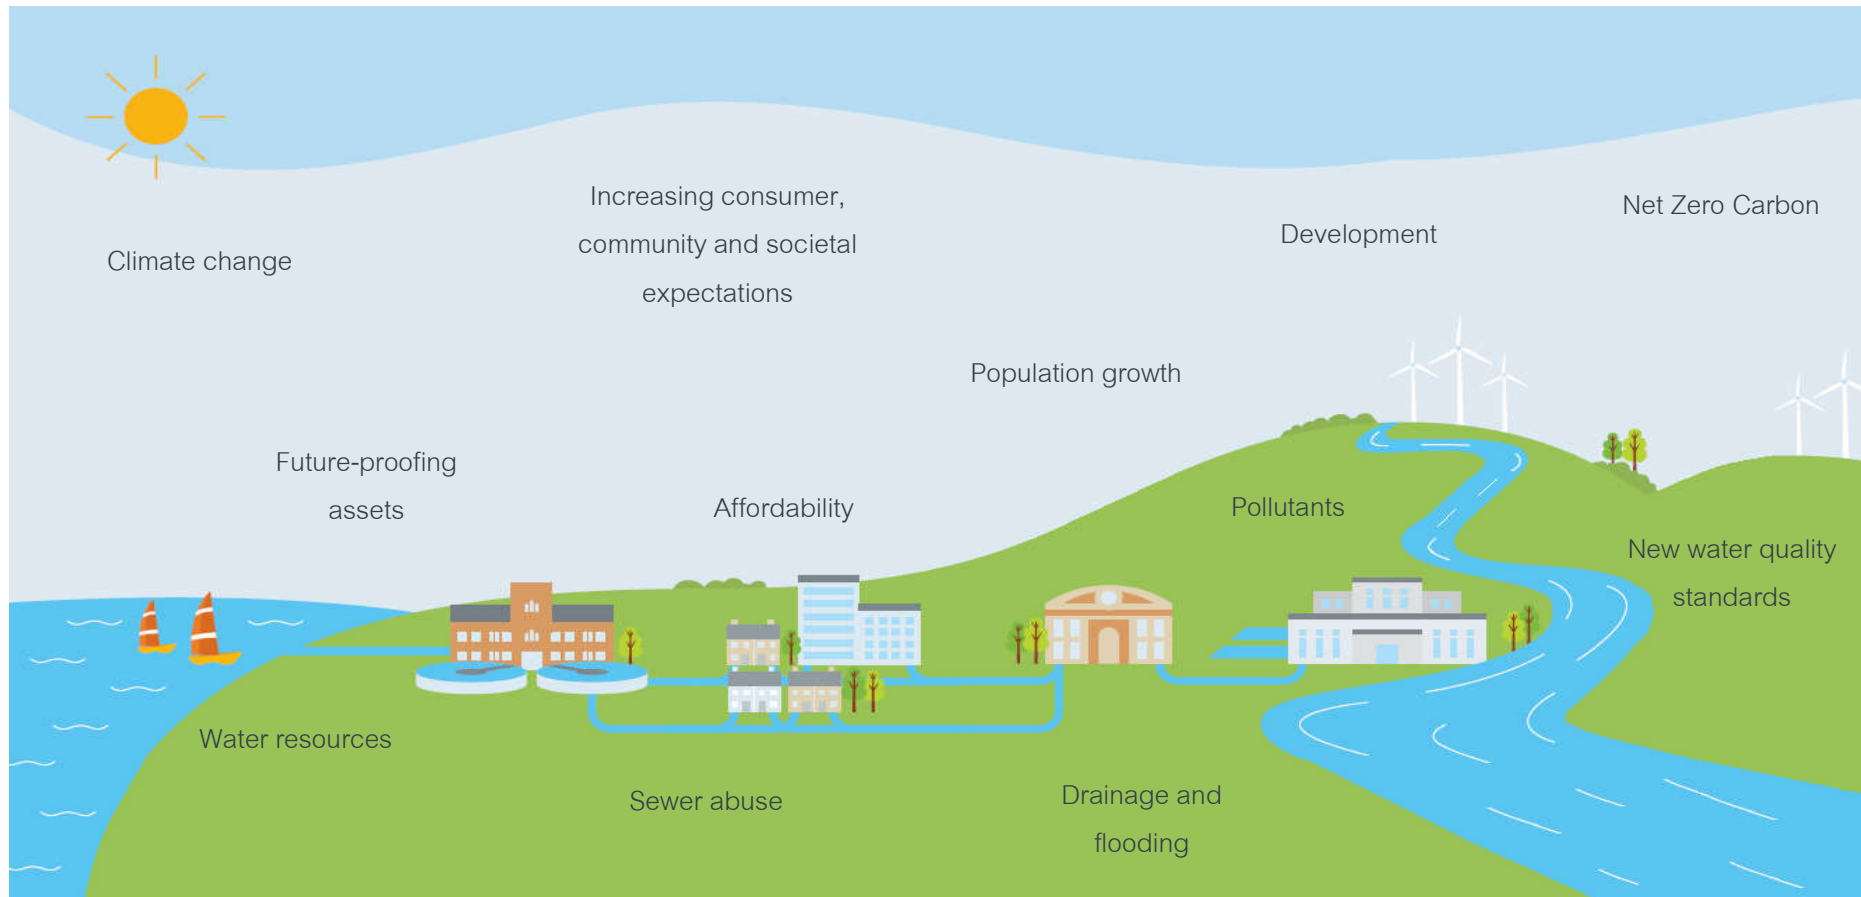 Net Zero Carbon
Increasing consumer,
community and societal
expectations
Development
Climate change
Population growth
Future-proofing
assets
Affordability
Pollutants
New water quality
standards
Water resources
Sewer abuse
Drainage and
flooding